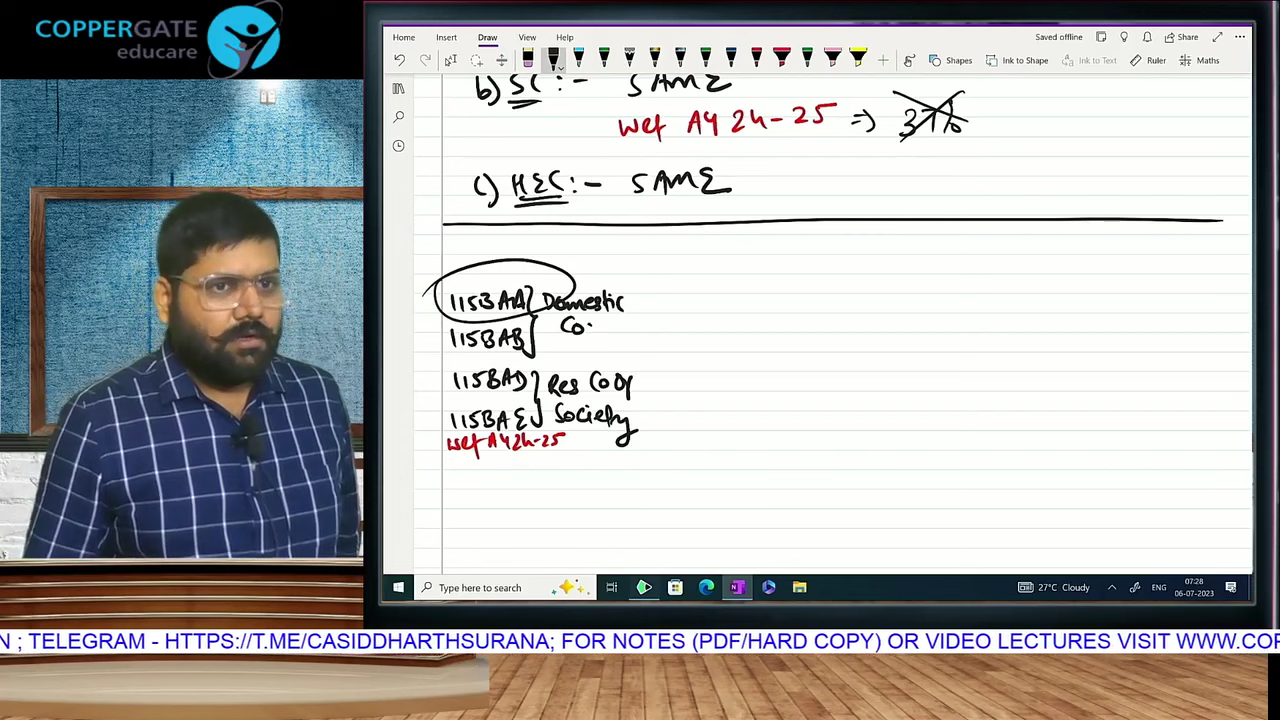 COPPERGATE
educare
Home Insert Draw View Help
Saved offline Share
Shapes Ink to Shape Ink to Text Ruler Maths
b) SC :- SAME
wef AY 24-25 => 37%
c) HEC :- SAME
115BAA Domestic
Co.
115BAB
115BAD Res CoOp
115BAE Society
wef AY 24-25
Type here to search
27°C Cloudy ENG 07:28
06-07-2023
N ; TELEGRAM - HTTPS://T.ME/CASIDDHARTHSURANA; FOR NOTES (PDF/HARD COPY) OR VIDEO LECTURES VISIT WWW.CO